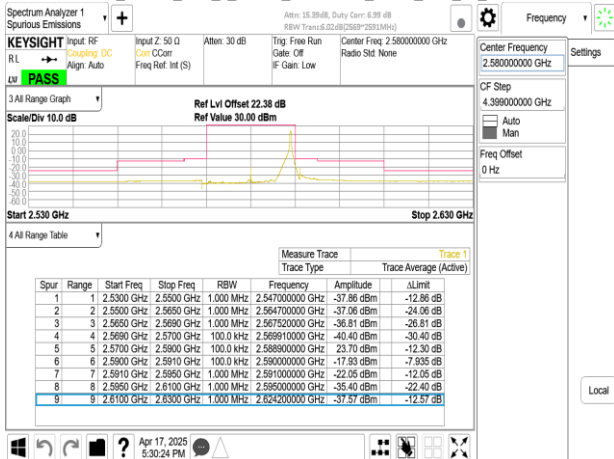 Spectrum Analyzer 1
Spurious Emissions
Attn: 15.39dB, Duty Corr: 6.99 dB
RBW Trans:6.02dB(2569~2591MHz)
Frequency
KEYSIGHT
Input: RF
Coupling: DC
Align: Auto
Input Z: 50 Ω
Corr CCorr
Freq Ref: Int (S)
Atten: 30 dB
Trig: Free Run
Gate: Off
IF Gain: Low
Center Freq: 2.580000000 GHz
Radio Std: None
RL
LXI
PASS
Center Frequency
2.580000000 GHz
Settings
CF Step
4.399000000 GHz
Auto
Man
Freq Offset
0 Hz
Local
3 All Range Graph
Scale/Div 10.0 dB
Ref Lvl Offset 22.38 dB
Ref Value 30.00 dBm
20.0
10.0
0.0
-10.0
-20.0
-30.0
-40.0
-50.0
-60.0
Start 2.530 GHz
Stop 2.630 GHz
4 All Range Table
Measure Trace Trace 1
Trace Type Trace Average (Active)
Spur Range Start Freq Stop Freq RBW Frequency Amplitude ΔLimit
1 1 2.5300 GHz 2.5500 GHz 1.000 MHz 2.547000000 GHz -37.86 dBm -12.86 dB
2 2 2.5500 GHz 2.5650 GHz 1.000 MHz 2.564700000 GHz -37.06 dBm -24.06 dB
3 3 2.5650 GHz 2.5690 GHz 1.000 MHz 2.567520000 GHz -36.81 dBm -26.81 dB
4 4 2.5690 GHz 2.5700 GHz 100.0 kHz 2.569910000 GHz -40.40 dBm -30.40 dB
5 5 2.5700 GHz 2.5900 GHz 100.0 kHz 2.588900000 GHz 23.70 dBm -12.30 dB
6 6 2.5900 GHz 2.5910 GHz 100.0 kHz 2.590000000 GHz -17.93 dBm -7.935 dB
7 7 2.5910 GHz 2.5950 GHz 1.000 MHz 2.591000000 GHz -22.05 dBm -12.05 dB
8 8 2.5950 GHz 2.6100 GHz 1.000 MHz 2.595000000 GHz -35.40 dBm -22.40 dB
9 9 2.6100 GHz 2.6300 GHz 1.000 MHz 2.624200000 GHz -37.57 dBm -12.57 dB
Apr 17, 2025
5:30:24 PM